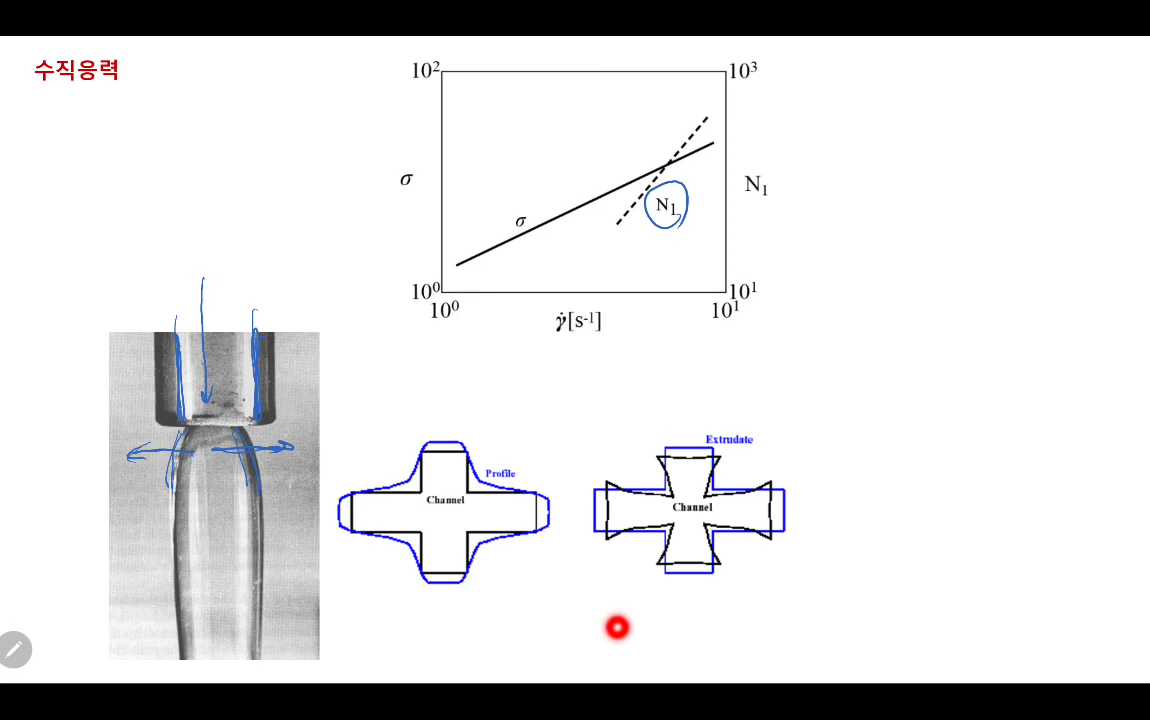 수직응력
10²
10³
σ
N₁
σ
N₁
10⁰
10¹
10⁰
γ̇[s⁻¹]
10¹
Extrudate
Profile
Channel
Channel